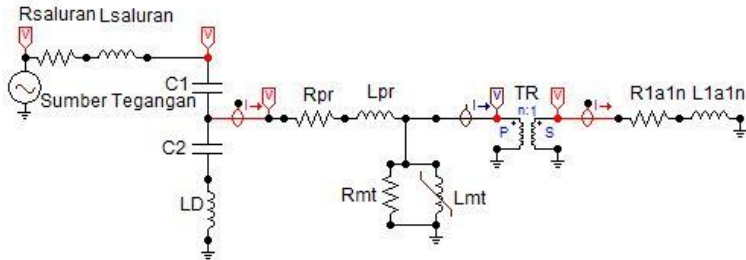 Rsaluran Lsaluran
V
V
C1
Sumber Tegangan
I
V
Rpr
Lpr
I
V
TR
n:1
P
S
V
I
R1a1n L1a1n
C2
LD
Rmt
Lmt